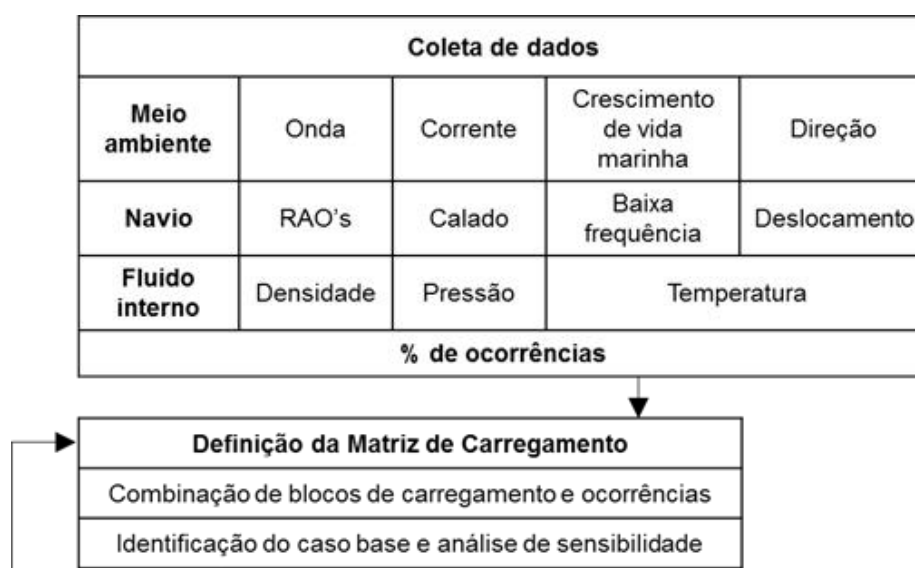 Coleta de dados
Meio
ambiente
Onda
Corrente
Crescimento
de vida
marinha
Direção
Navio
RAO's
Calado
Baixa
frequência
Deslocamento
Fluido
interno
Densidade
Pressão
Temperatura
% de ocorrências
Definição da Matriz de Carregamento
Combinação de blocos de carregamento e ocorrências
Identificação do caso base e análise de sensibilidade